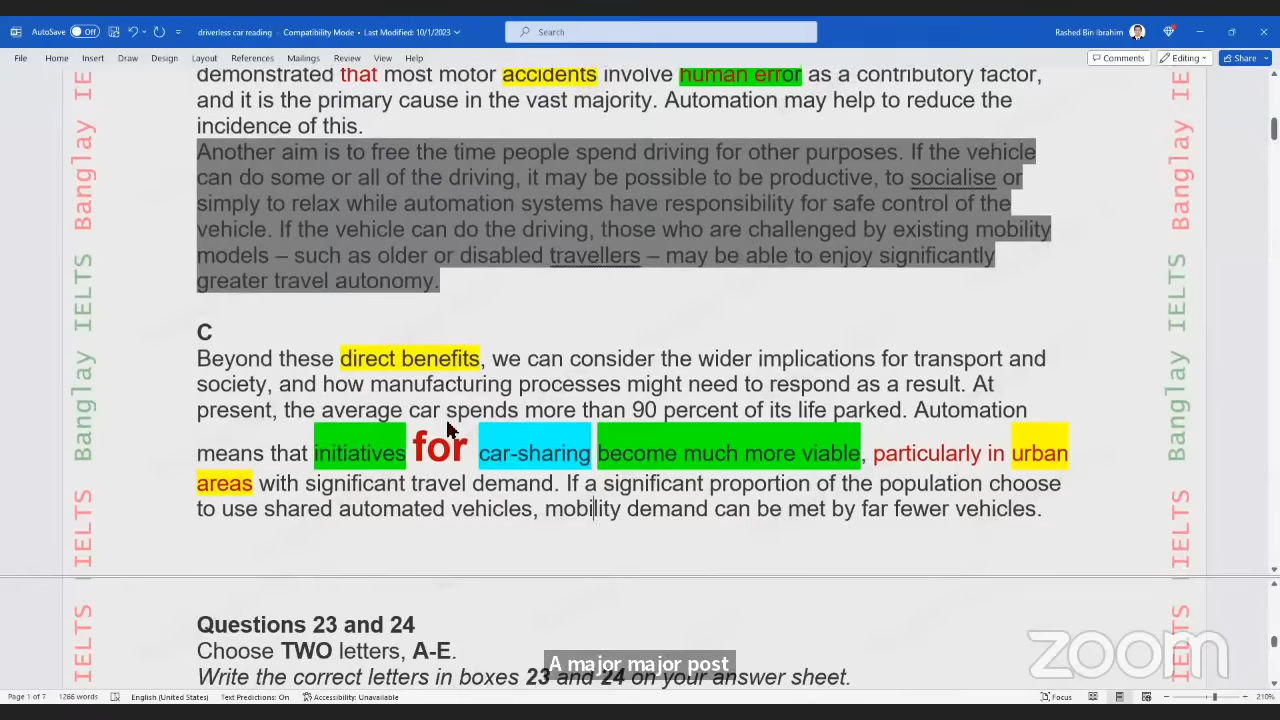 AutoSave Off driverless car reading - Compatibility Mode • Last Modified: 10/1/2023 Search Rashed Bin Ibrahim
File Home Insert Draw Design Layout References Mailings Review View Help Comments Editing Share
demonstrated that most motor accidents involve human error as a contributory factor,
and it is the primary cause in the vast majority. Automation may help to reduce the
incidence of this.
Another aim is to free the time people spend driving for other purposes. If the vehicle
can do some or all of the driving, it may be possible to be productive, to socialise or
simply to relax while automation systems have responsibility for safe control of the
vehicle. If the vehicle can do the driving, those who are challenged by existing mobility
models – such as older or disabled travellers – may be able to enjoy significantly
greater travel autonomy.
C
Beyond these direct benefits, we can consider the wider implications for transport and
society, and how manufacturing processes might need to respond as a result. At
present, the average car spends more than 90 percent of its life parked. Automation
means that initiatives for car-sharing become much more viable, particularly in urban
areas with significant travel demand. If a significant proportion of the population choose
to use shared automated vehicles, mobility demand can be met by far fewer vehicles.
Questions 23 and 24
Choose TWO letters, A-E.
Write the correct letters in boxes 23 and 24 on your answer sheet.
A major major post
zoom
Banglay IELTS
IELTS
IELTS
Banglay IELTS
IELTS
IELTS
Page 1 of 7 1266 words English (United States) Text Predictions: On Accessibility: Unavailable Focus 210%